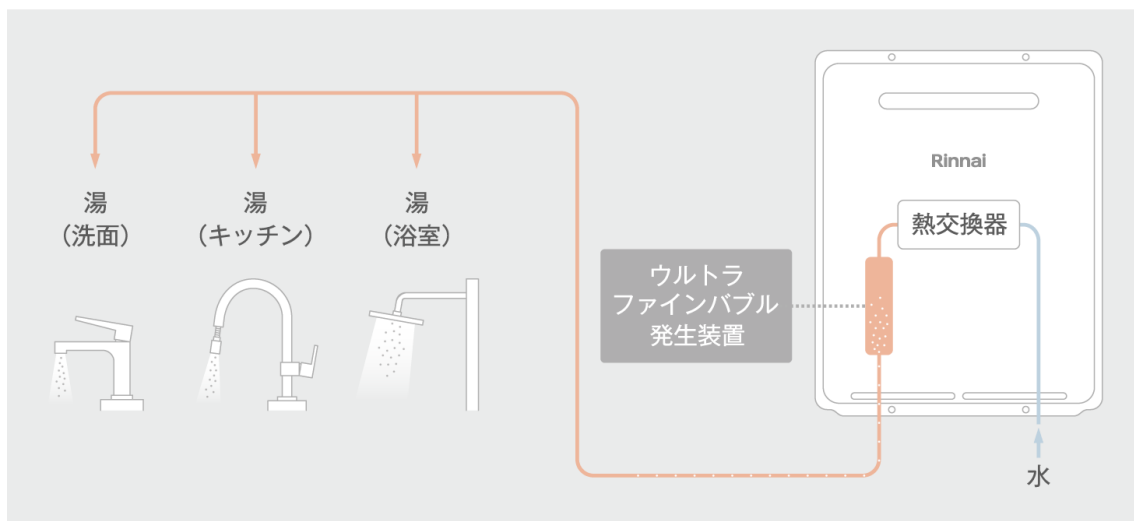 湯
（洗面）
湯
（キッチン）
湯
（浴室）
ウルトラ
ファインバブル
発生装置
Rinnai
熱交換器
水